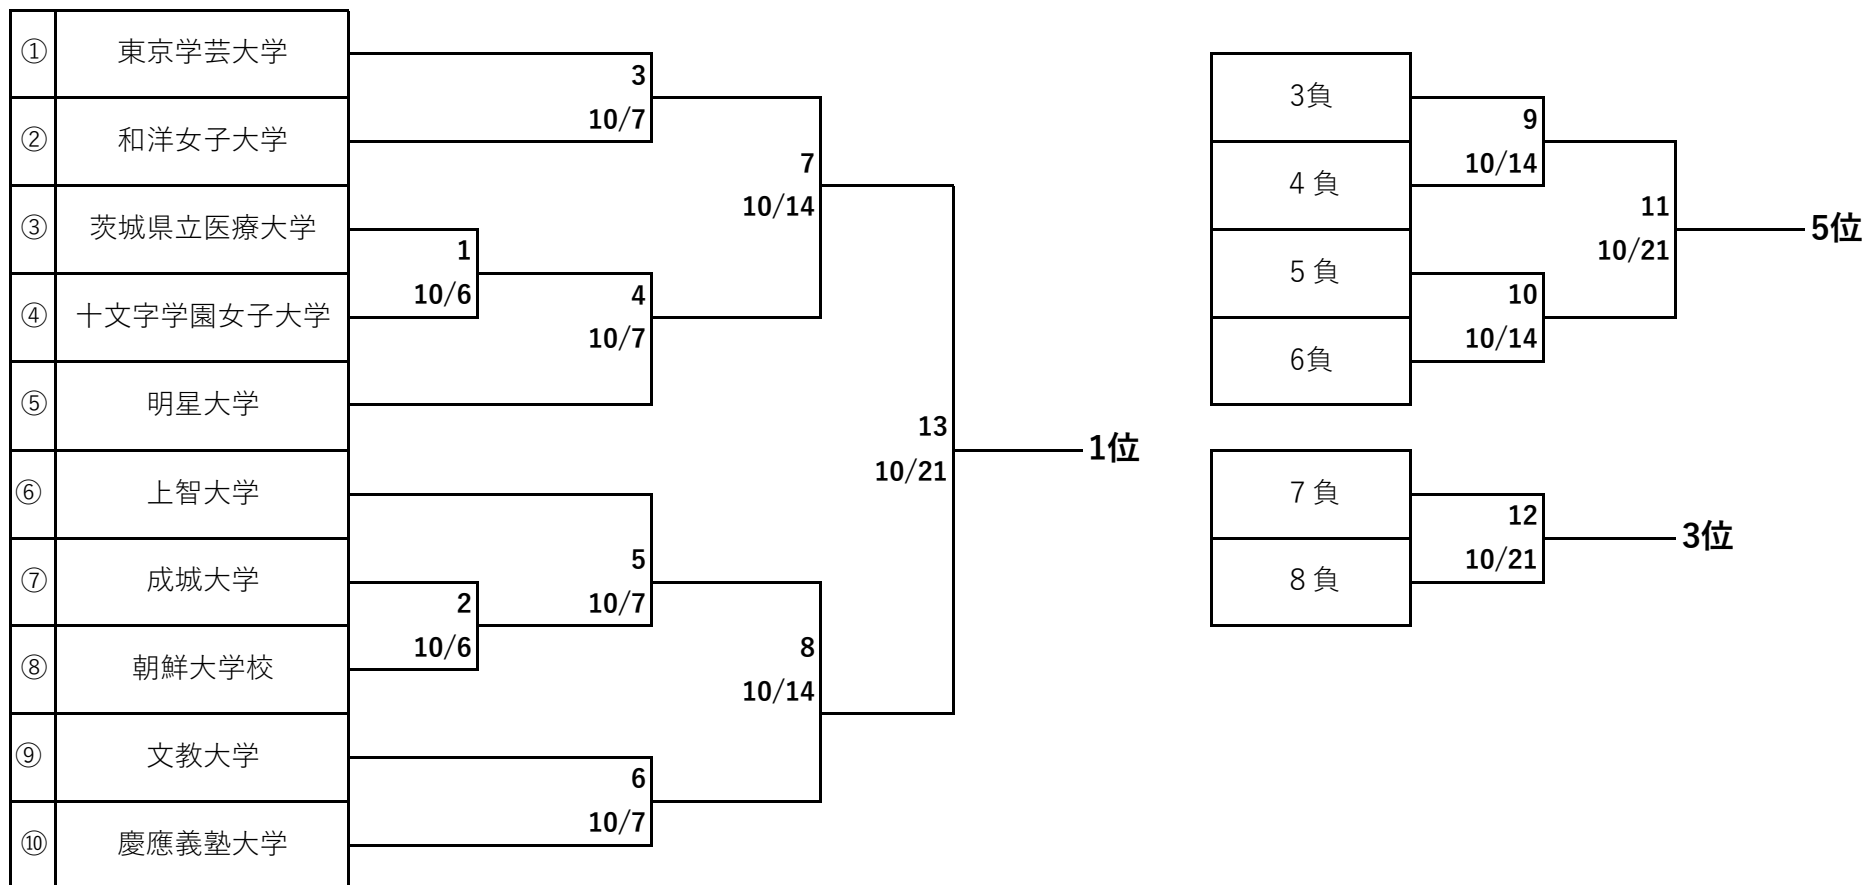 ① 東京学芸大学
② 和洋女子大学
③ 茨城県立医療大学
④ 十文字学園女子大学
⑤ 明星大学
⑥ 上智大学
⑦ 成城大学
⑧ 朝鮮大学校
⑨ 文教大学
⑩ 慶應義塾大学
1
10/6
2
10/6
3
10/7
4
10/7
5
10/7
6
10/7
7
10/14
8
10/14
13
10/21
1位
3負
4 負
5 負
6負
9
10/14
10
10/14
11
10/21
5位
7 負
8 負
12
10/21
3位